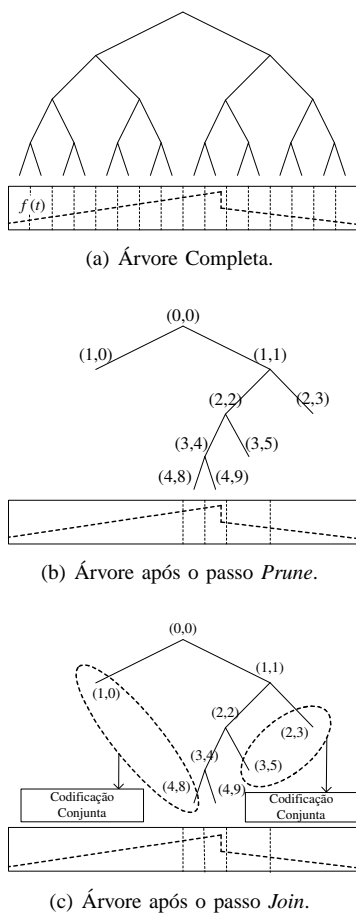 f (t)
(a) Árvore Completa.
(0,0)
(1,0)
(1,1)
(2,2)
(2,3)
(3,4)
(3,5)
(4,8)
(4,9)
(b) Árvore após o passo Prune.
(0,0)
(1,0)
(1,1)
(2,2)
(2,3)
(3,4)
(3,5)
(4,8)
(4,9)
Codificação
Conjunta
Codificação
Conjunta
(c) Árvore após o passo Join.